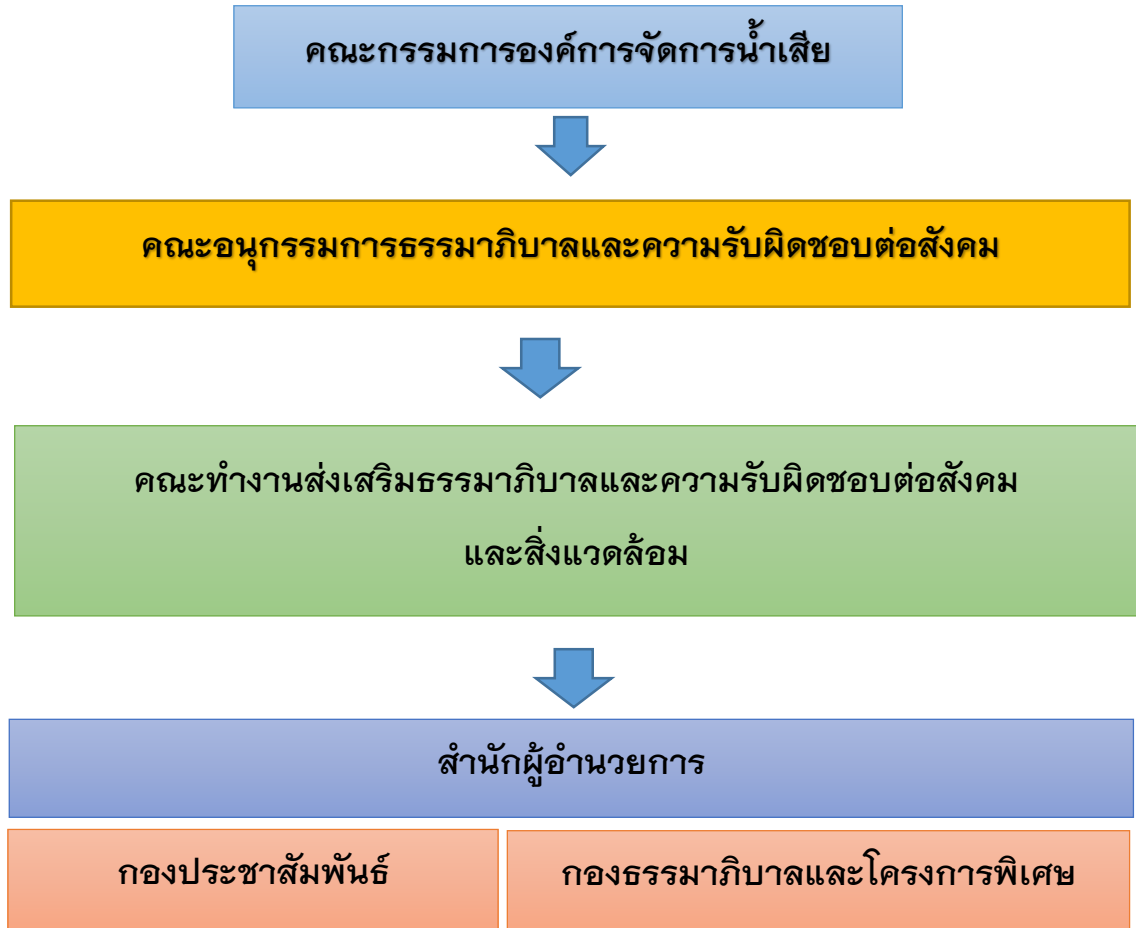 คณะกรรมการองค์การจัดการน้ำเสีย
คณะอนุกรรมการธรรมาภิบาลและความรับผิดชอบต่อสังคม
คณะทำงานส่งเสริมธรรมาภิบาลและความรับผิดชอบต่อสังคม
และสิ่งแวดล้อม
สำนักผู้อำนวยการ
กองประชาสัมพันธ์
กองธรรมาภิบาลและโครงการพิเศษ